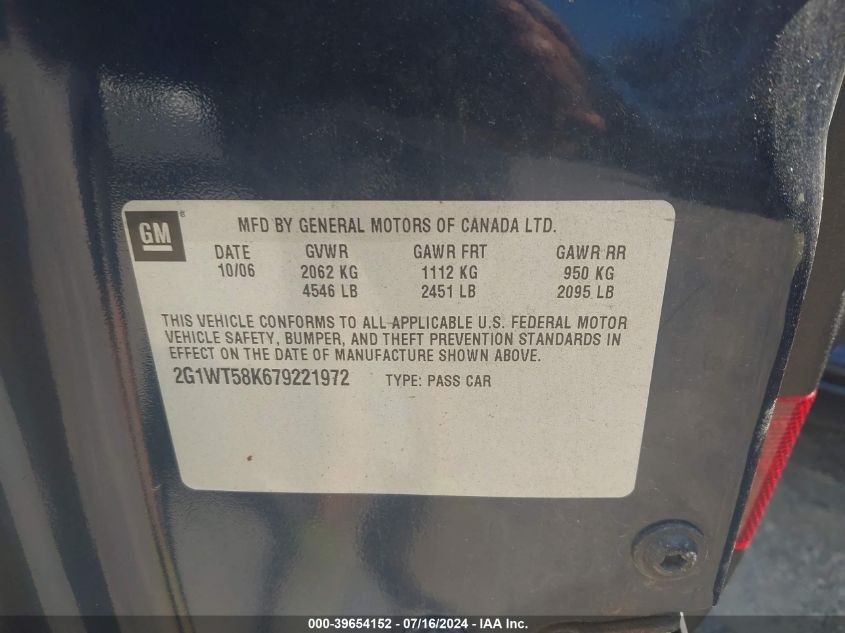 GM ®
MFD BY GENERAL MOTORS OF CANADA LTD.
DATE GVWR GAWR FRT GAWR RR
10/06 2062 KG 1112 KG 950 KG
4546 LB 2451 LB 2095 LB
THIS VEHICLE CONFORMS TO ALL APPLICABLE U.S. FEDERAL MOTOR
VEHICLE SAFETY, BUMPER, AND THEFT PREVENTION STANDARDS IN
EFFECT ON THE DATE OF MANUFACTURE SHOWN ABOVE.
2G1WT58K679221972 TYPE: PASS CAR
000-39654152 - 07/16/2024 - IAA Inc.